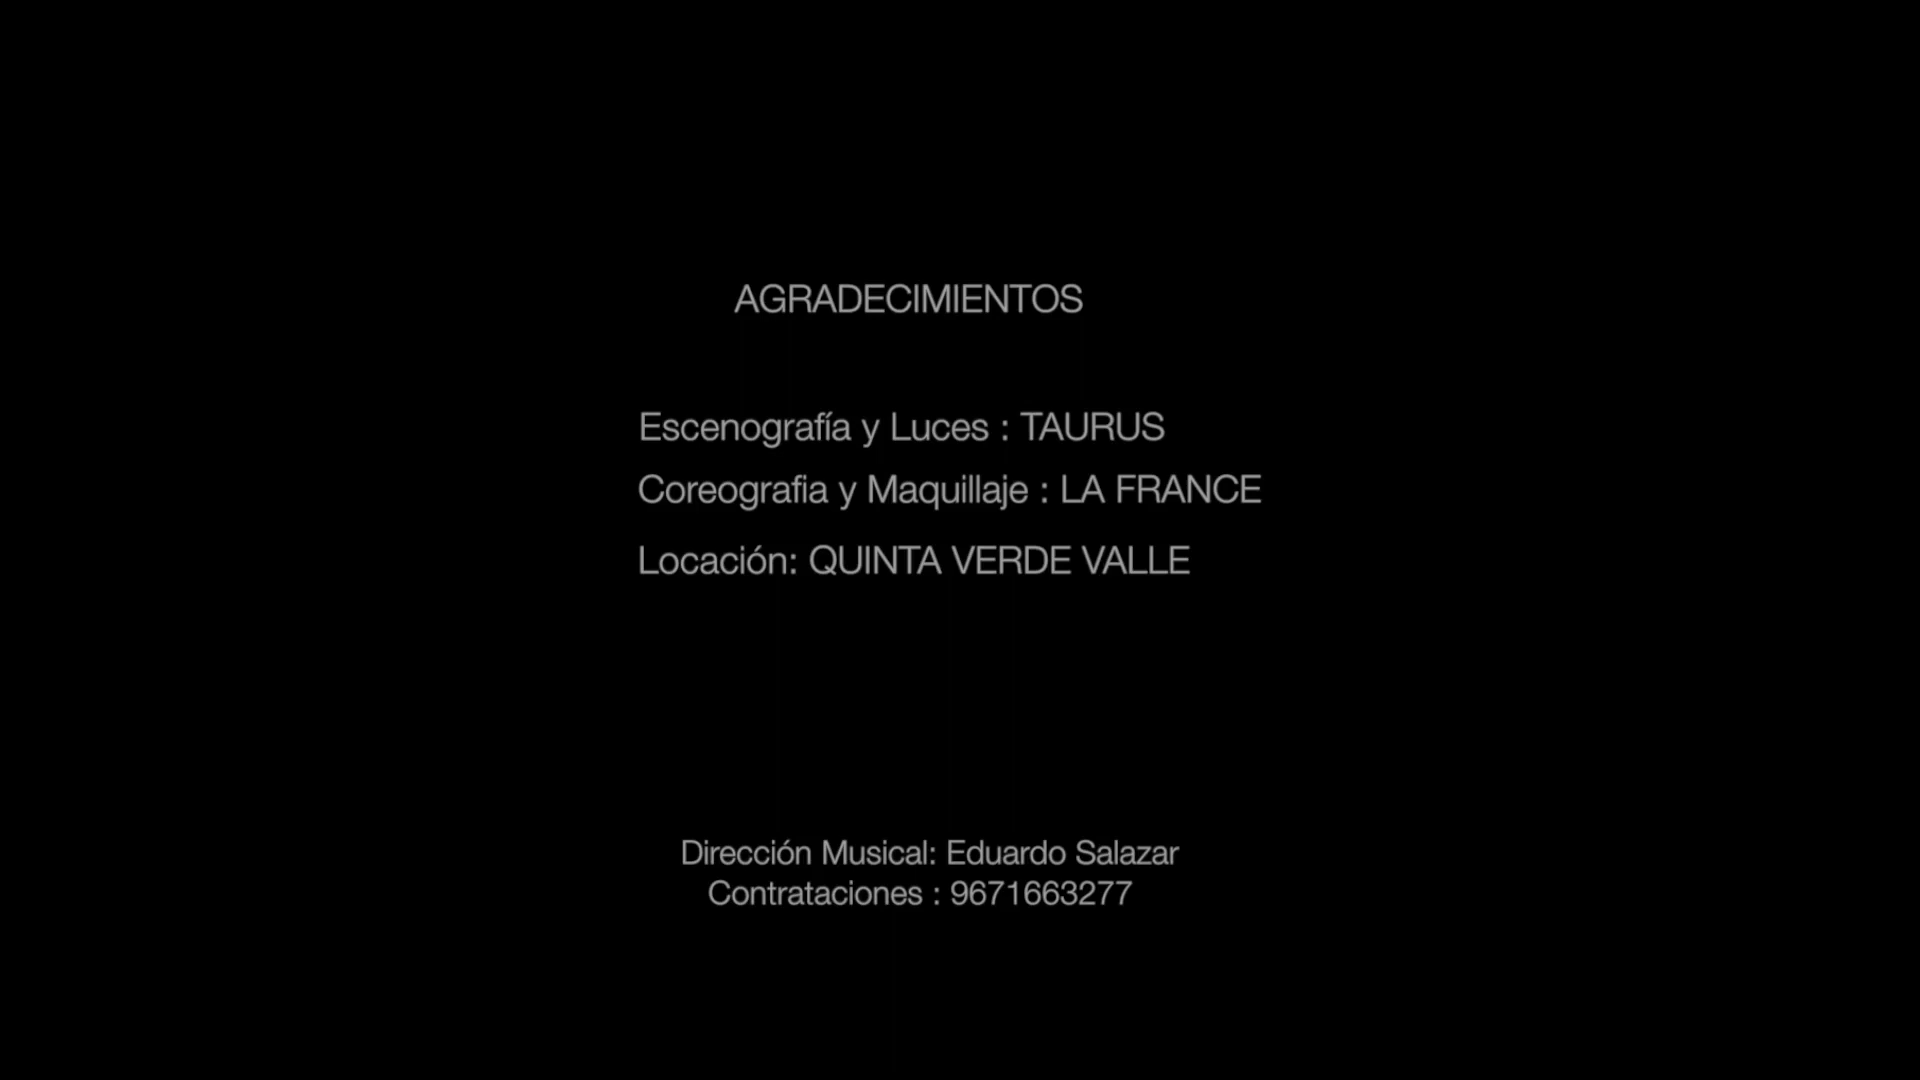 AGRADECIMIENTOS
Escenografía y Luces : TAURUS
Coreografia y Maquillaje : LA FRANCE
Locación: QUINTA VERDE VALLE
Dirección Musical: Eduardo Salazar
Contrataciones : 9671663277